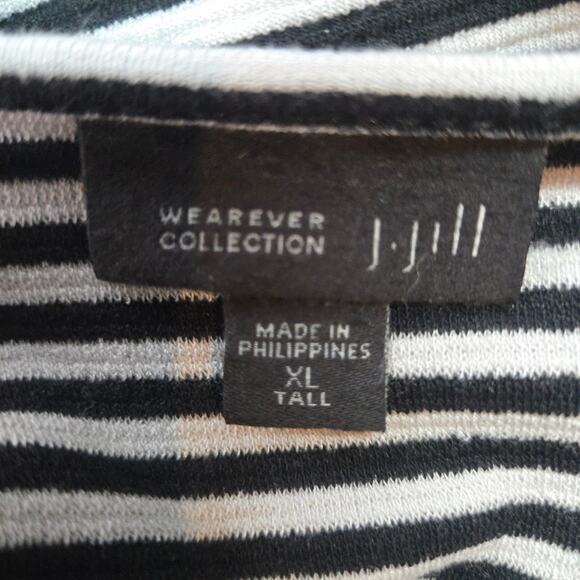 WEAREVER
COLLECTION
J.Jill
MADE IN
PHILIPPINES
XL
TALL